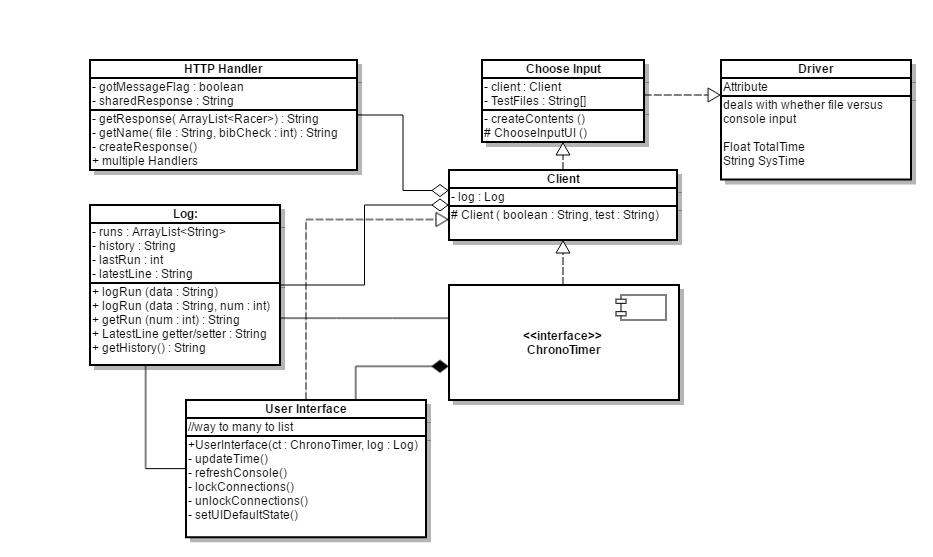 HTTP Handler
- gotMessageFlag : boolean
- sharedResponse : String
- getResponse( ArrayList<Racer>) : String
- getName( file : String, bibCheck : int) : String
- createResponse()
+ multiple Handlers
Choose Input
- client : Client
- TestFiles : String[]
- createContents ()
# ChooseInputUI ()
Driver
Attribute
deals with whether file versus
console input
Float TotalTime
String SysTime
Client
- log : Log
# Client ( boolean : String, test : String)
Log:
- runs : ArrayList<String>
- history : String
- lastRun : int
- latestLine : String
+ logRun (data : String)
+ logRun (data : String, num : int)
+ getRun (num : int) : String
+ LatestLine getter/setter : String
+ getHistory() : String
<<interface>>
ChronoTimer
User Interface
//way to many to list
+UserInterface(ct : ChronoTimer, log : Log)
- updateTime()
- refreshConsole()
- lockConnections()
- unlockConnections()
- setUIDefaultState()